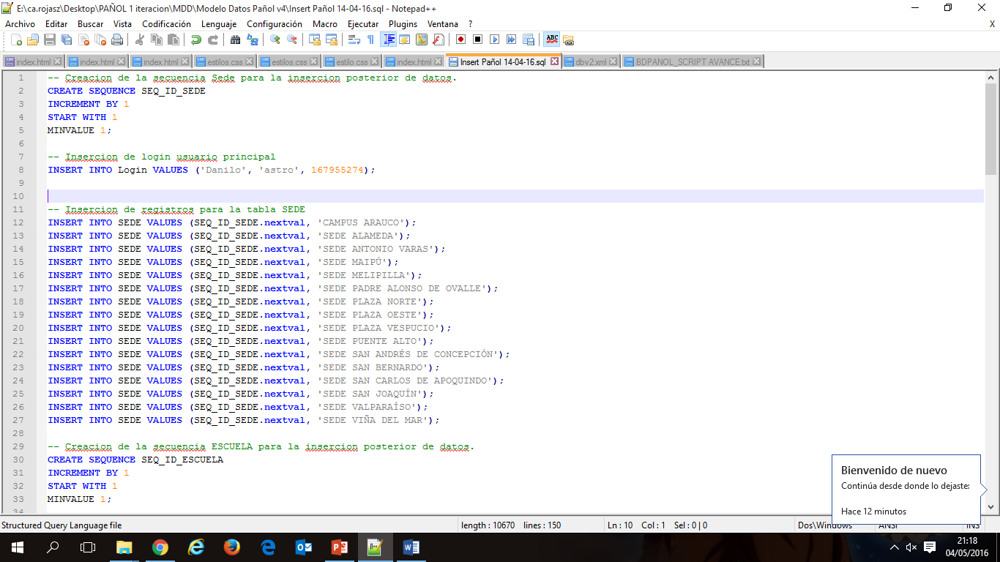 E:\ca.rojasz\Desktop\PAÑOL 1 iteracion\MDD\Modelo Datos Pañol v4\Insert Pañol 14-04-16.sql - Notepad++
Archivo Editar Buscar Vista Codificación Lenguaje Configuración Macro Ejecutar Plugins Ventana ? X
index.html index.html index.html estilos.css estilos.css estilo.css index.html Insert Pañol 14-04-16.sql dbv2.xml BDPANOL_SCRIPT AVANCE.txt
1 -- Creacion de la secuencia Sede para la insercion posterior de datos.
2 CREATE SEQUENCE SEQ_ID_SEDE
3 INCREMENT BY 1
4 START WITH 1
5 MINVALUE 1;
6
7 -- Insercion de login usuario principal
8 INSERT INTO Login VALUES ('Danilo', 'astro', 167955274);
9
10
11 -- Insercion de registros para la tabla SEDE
12 INSERT INTO SEDE VALUES (SEQ_ID_SEDE.nextval, 'CAMPUS ARAUCO');
13 INSERT INTO SEDE VALUES (SEQ_ID_SEDE.nextval, 'SEDE ALAMEDA');
14 INSERT INTO SEDE VALUES (SEQ_ID_SEDE.nextval, 'SEDE ANTONIO VARAS');
15 INSERT INTO SEDE VALUES (SEQ_ID_SEDE.nextval, 'SEDE MAIPÚ');
16 INSERT INTO SEDE VALUES (SEQ_ID_SEDE.nextval, 'SEDE MELIPILLA');
17 INSERT INTO SEDE VALUES (SEQ_ID_SEDE.nextval, 'SEDE PADRE ALONSO DE OVALLE');
18 INSERT INTO SEDE VALUES (SEQ_ID_SEDE.nextval, 'SEDE PLAZA NORTE');
19 INSERT INTO SEDE VALUES (SEQ_ID_SEDE.nextval, 'SEDE PLAZA OESTE');
20 INSERT INTO SEDE VALUES (SEQ_ID_SEDE.nextval, 'SEDE PLAZA VESPUCIO');
21 INSERT INTO SEDE VALUES (SEQ_ID_SEDE.nextval, 'SEDE PUENTE ALTO');
22 INSERT INTO SEDE VALUES (SEQ_ID_SEDE.nextval, 'SEDE SAN ANDRÉS DE CONCEPCIÓN');
23 INSERT INTO SEDE VALUES (SEQ_ID_SEDE.nextval, 'SEDE SAN BERNARDO');
24 INSERT INTO SEDE VALUES (SEQ_ID_SEDE.nextval, 'SEDE SAN CARLOS DE APOQUINDO');
25 INSERT INTO SEDE VALUES (SEQ_ID_SEDE.nextval, 'SEDE SAN JOAQUÍN');
26 INSERT INTO SEDE VALUES (SEQ_ID_SEDE.nextval, 'SEDE VALPARAÍSO');
27 INSERT INTO SEDE VALUES (SEQ_ID_SEDE.nextval, 'SEDE VIÑA DEL MAR');
28
29 -- Creacion de la secuencia ESCUELA para la insercion posterior de datos.
30 CREATE SEQUENCE SEQ_ID_ESCUELA
31 INCREMENT BY 1
32 START WITH 1
33 MINVALUE 1;
34
Bienvenido de nuevo
Continúa desde donde lo dejaste:
Hace 12 minutos
Structured Query Language file length : 10670 lines : 150 Ln : 10 Col : 1 Sel : 0 | 0 Dos\Windows ANSI INS
21:18
04/05/2016